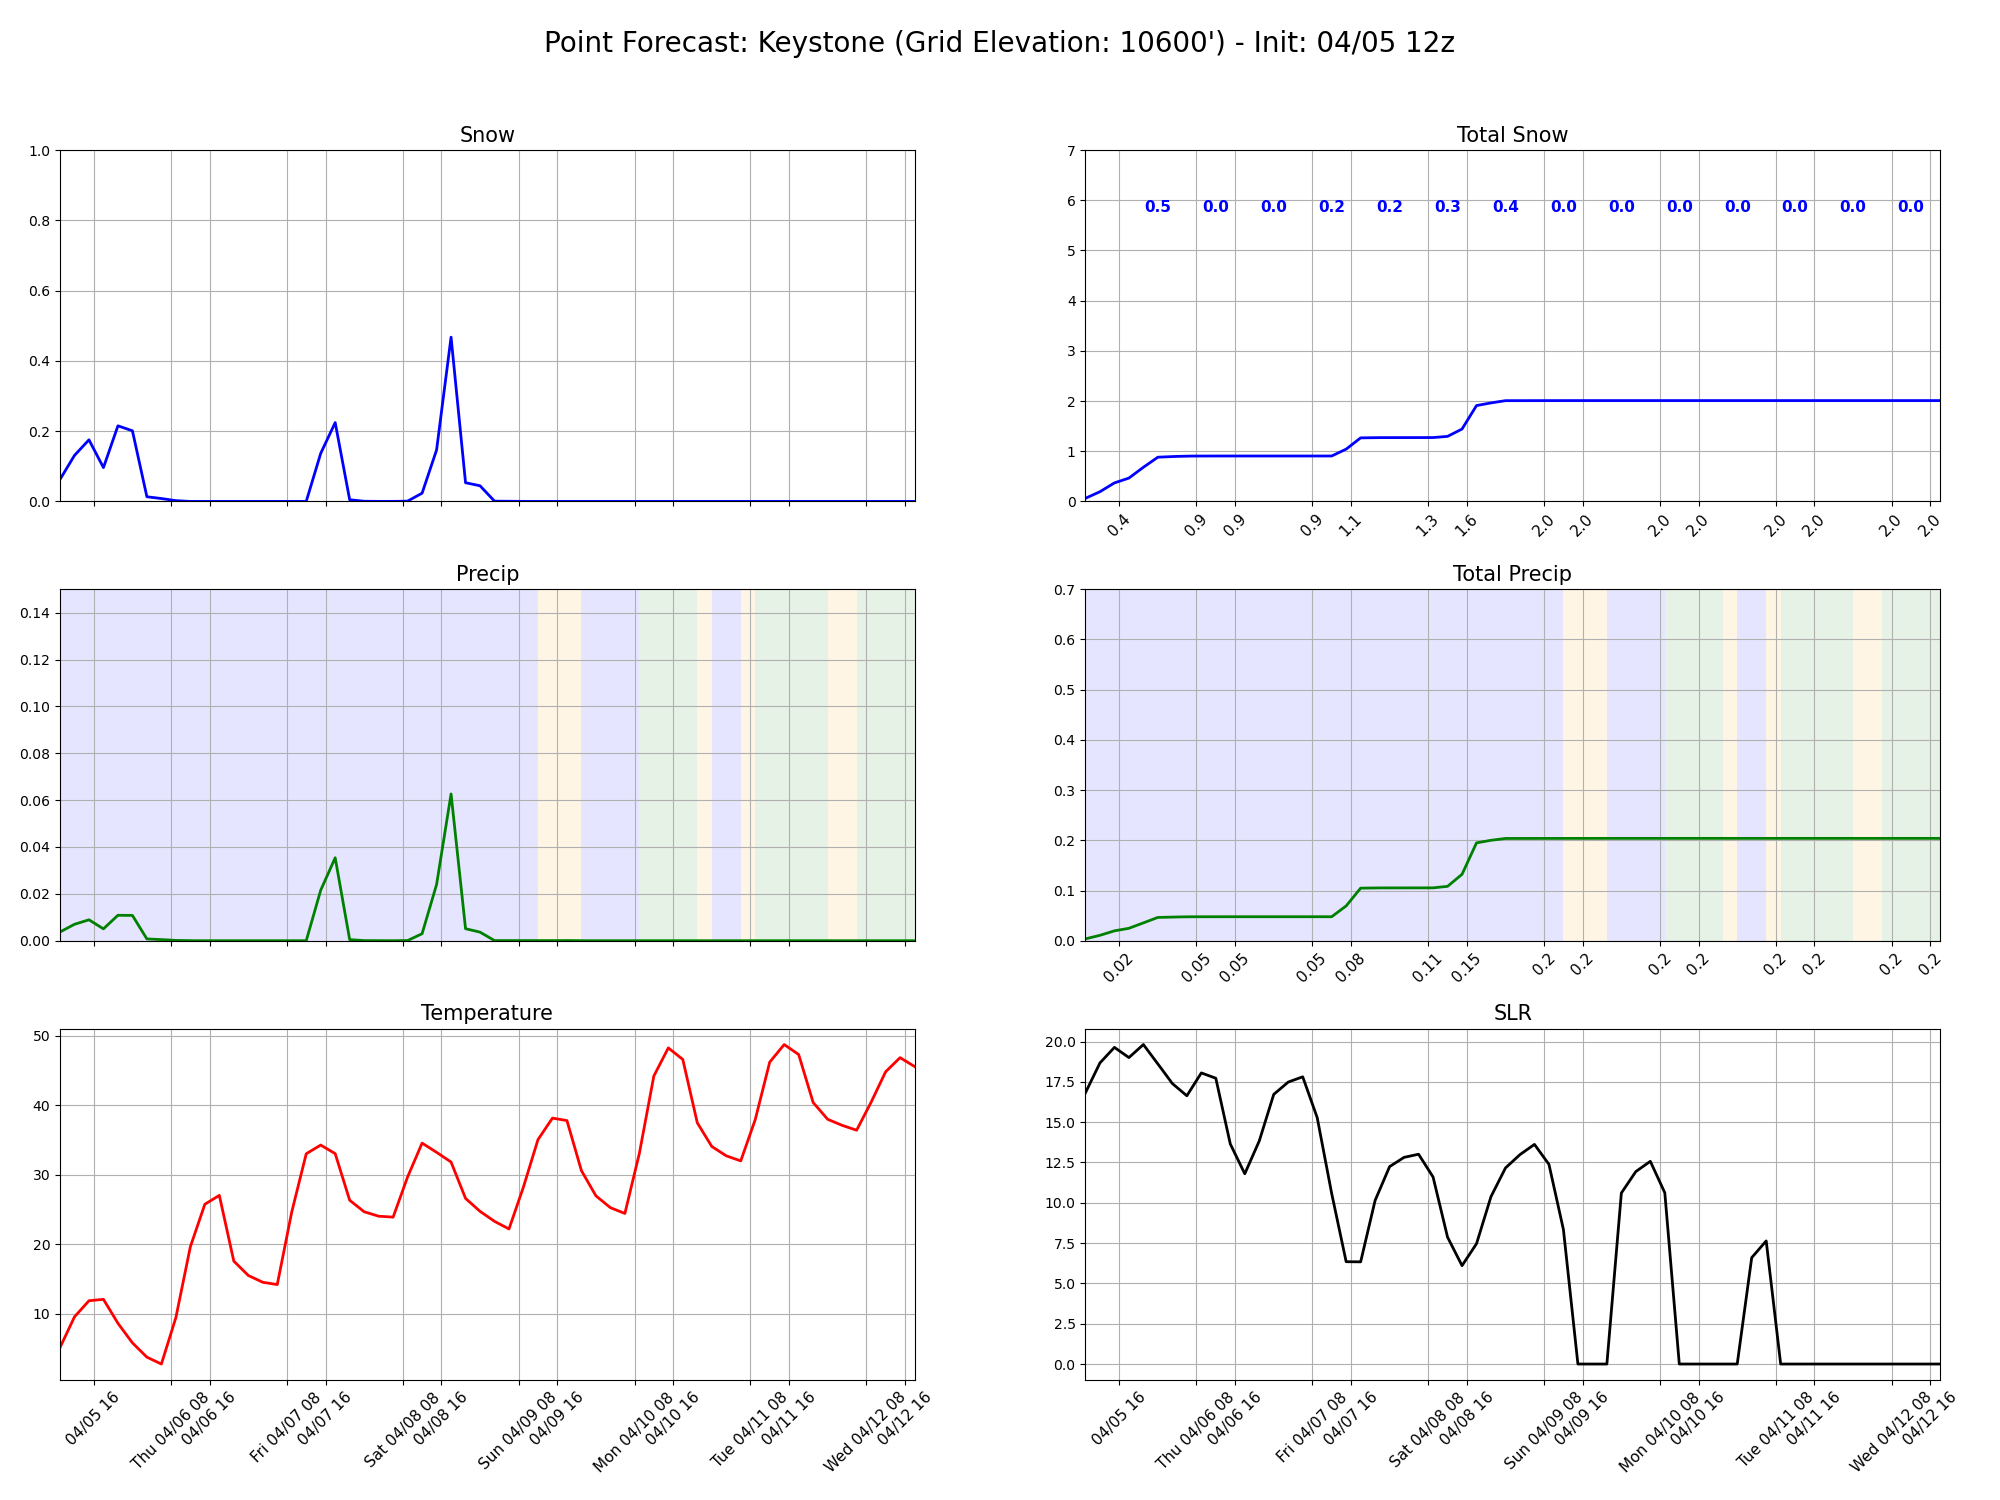 Point Forecast: Keystone (Grid Elevation: 10600') - Init: 04/05 12z
Snow
1.0
0.8
0.6
0.4
0.2
0.0
Total Snow
7
6
5
4
3
2
1
0
0.5 0.0 0.0 0.2 0.2 0.3 0.4 0.0 0.0 0.0 0.0 0.0 0.0 0.0
0.4 0.9 0.9 0.9 1.1 1.3 1.6 2.0 2.0 2.0 2.0 2.0 2.0 2.0 2.0
Precip
0.14
0.12
0.10
0.08
0.06
0.04
0.02
0.00
Total Precip
0.7
0.6
0.5
0.4
0.3
0.2
0.1
0.0
0.02 0.05 0.05 0.05 0.08 0.11 0.15 0.2 0.2 0.2 0.2 0.2 0.2 0.2 0.2
Temperature
50
40
30
20
10
04/05 16
Thu 04/06 08
04/06 16
Fri 04/07 08
04/07 16
Sat 04/08 08
04/08 16
Sun 04/09 08
04/09 16
Mon 04/10 08
04/10 16
Tue 04/11 08
04/11 16
Wed 04/12 08
04/12 16
SLR
20.0
17.5
15.0
12.5
10.0
7.5
5.0
2.5
0.0
04/05 16
Thu 04/06 08
04/06 16
Fri 04/07 08
04/07 16
Sat 04/08 08
04/08 16
Sun 04/09 08
04/09 16
Mon 04/10 08
04/10 16
Tue 04/11 08
04/11 16
Wed 04/12 08
04/12 16